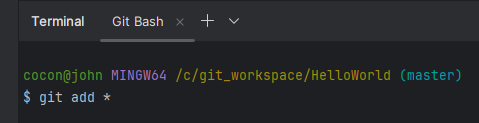 Terminal Git Bash
cocon@john MINGW64 /c/git_workspace/HelloWorld (master)
$ git add *